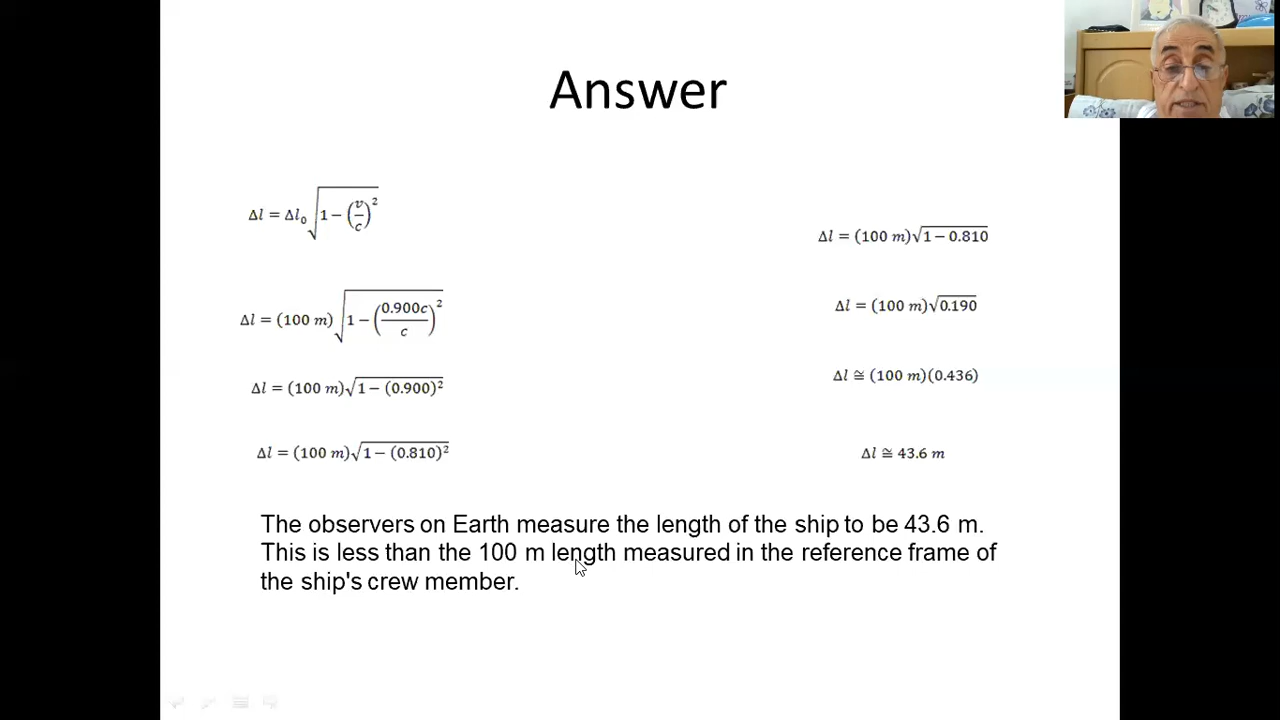 Answer
Δl = Δl₀√(1 − (v/c)²)
Δl = (100 m)√(1 − (0.900c/c)²)
Δl = (100 m)√(1 − (0.900)²)
Δl = (100 m)√(1 − (0.810)²)
Δl = (100 m)√(1 − 0.810)
Δl = (100 m)√0.190
Δl ≅ (100 m)(0.436)
Δl ≅ 43.6 m
The observers on Earth measure the length of the ship to be 43.6 m.
This is less than the 100 m length measured in the reference frame of
the ship's crew member.